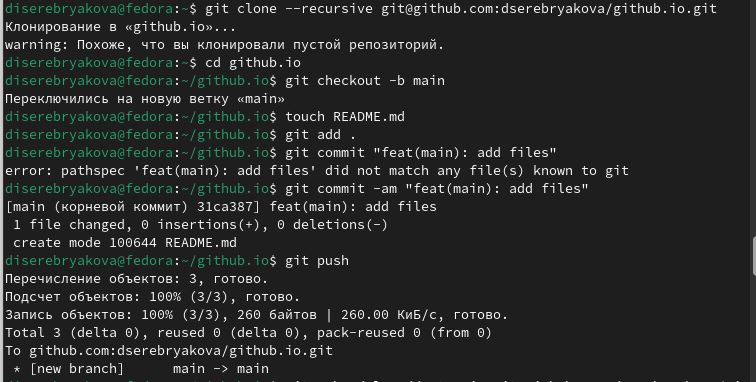 diserebryakova@fedora:~$ git clone --recursive git@github.com:dserebryakova/github.io.git
Клонирование в «github.io»...
warning: Похоже, что вы клонировали пустой репозиторий.
diserebryakova@fedora:~$ cd github.io
diserebryakova@fedora:~/github.io$ git checkout -b main
Переключились на новую ветку «main»
diserebryakova@fedora:~/github.io$ touch README.md
diserebryakova@fedora:~/github.io$ git add .
diserebryakova@fedora:~/github.io$ git commit "feat(main): add files"
error: pathspec 'feat(main): add files' did not match any file(s) known to git
diserebryakova@fedora:~/github.io$ git commit -am "feat(main): add files"
[main (корневой коммит) 31ca387] feat(main): add files
 1 file changed, 0 insertions(+), 0 deletions(-)
 create mode 100644 README.md
diserebryakova@fedora:~/github.io$ git push
Перечисление объектов: 3, готово.
Подсчет объектов: 100% (3/3), готово.
Запись объектов: 100% (3/3), 260 байтов | 260.00 КиБ/с, готово.
Total 3 (delta 0), reused 0 (delta 0), pack-reused 0 (from 0)
To github.com:dserebryakova/github.io.git
 * [new branch]      main -> main